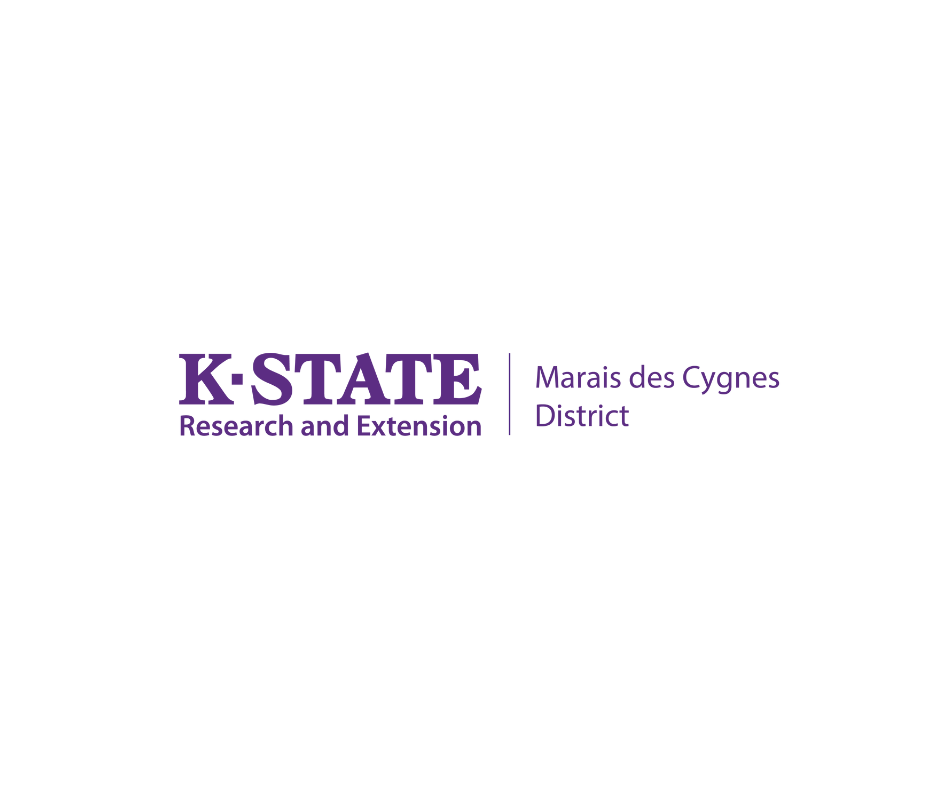 K-STATE
Research and Extension
Marais des Cygnes
District